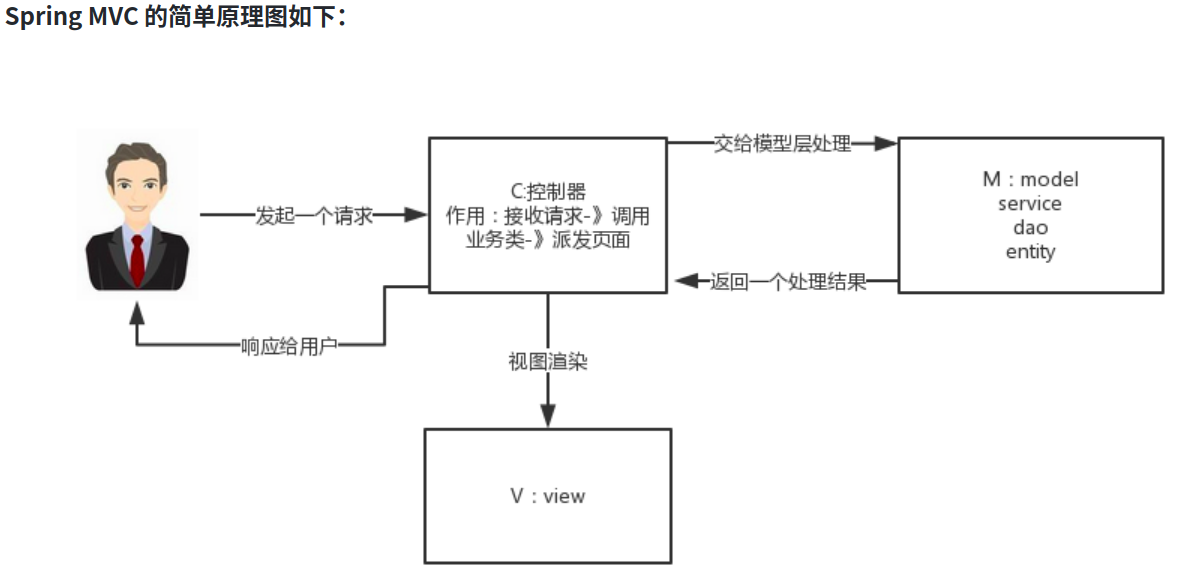 Spring MVC 的简单原理图如下：
交给模型层处理
C:控制器
作用：接收请求-》调用
业务类-》派发页面
M：model
service
dao
entity
发起一个请求
返回一个处理结果
响应给用户
视图渲染
V：view